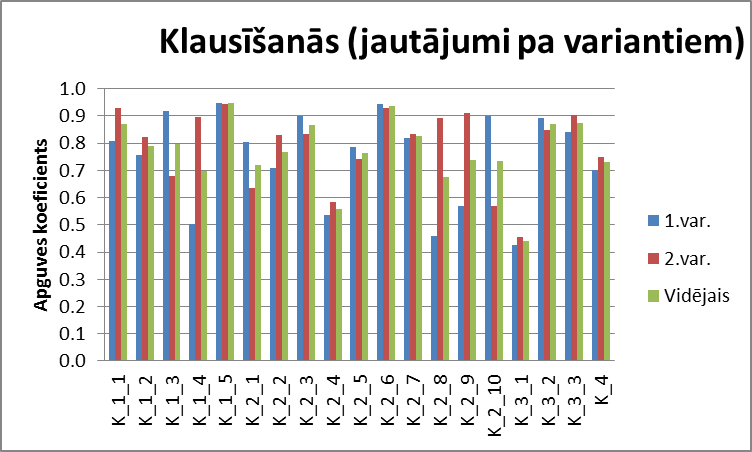 Klausīšanās (jautājumi pa variantiem)
Apguves koeficients
1.0
0.9
0.8
0.7
0.6
0.5
0.4
0.3
0.2
0.1
0.0
K_1_1
K_1_2
K_1_3
K_1_4
K_1_5
K_2_1
K_2_2
K_2_3
K_2_4
K_2_5
K_2_6
K_2_7
K_2_8
K_2_9
K_2_10
K_3_1
K_3_2
K_3_3
K_4
1.var.
2.var.
Vidējais